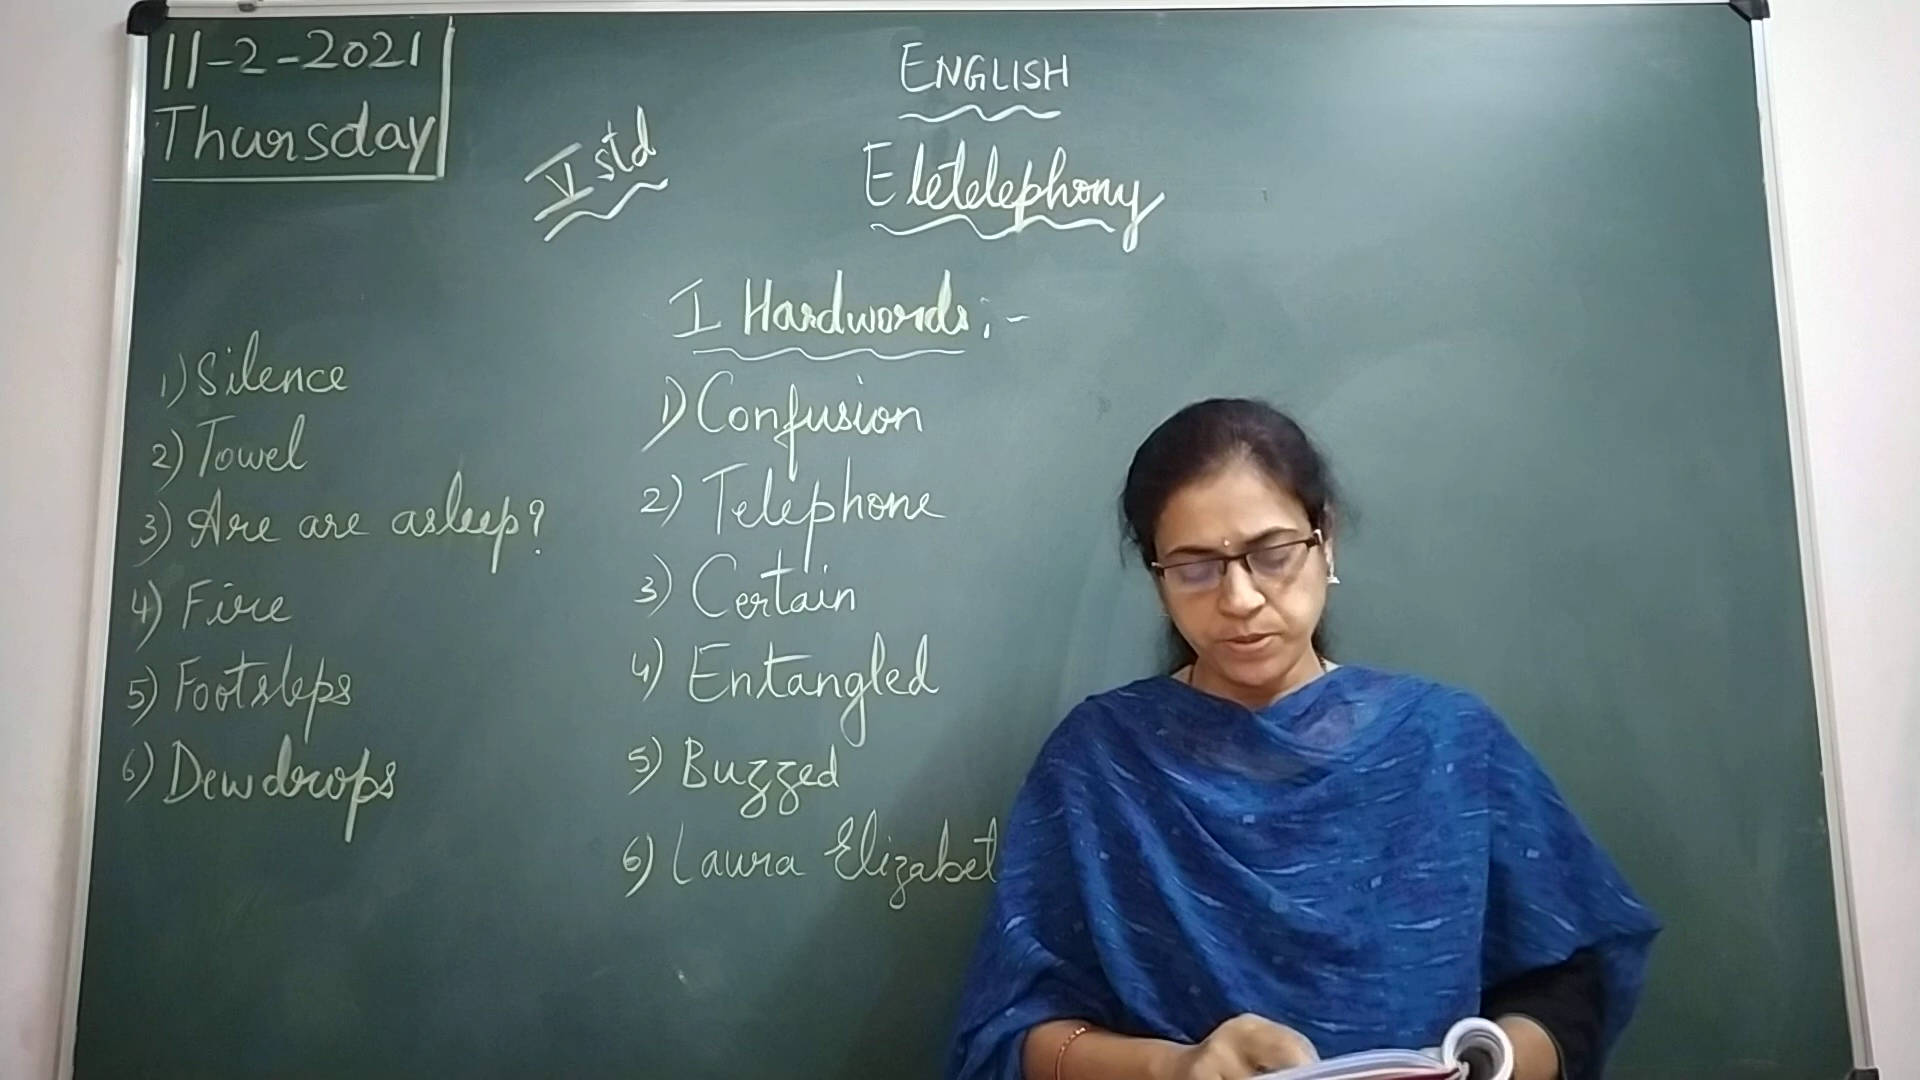 11-2-2021
Thursday
ENGLISH
V std
Eletelephony
I Hardwords:-
1) Silence
2) Towel
3) Are are asleep?
4) Fire
5) Footsteps
6) Dewdrops
1) Confusion
2) Telephone
3) Certain
4) Entangled
5) Buzzed
6) Laura Elizabet